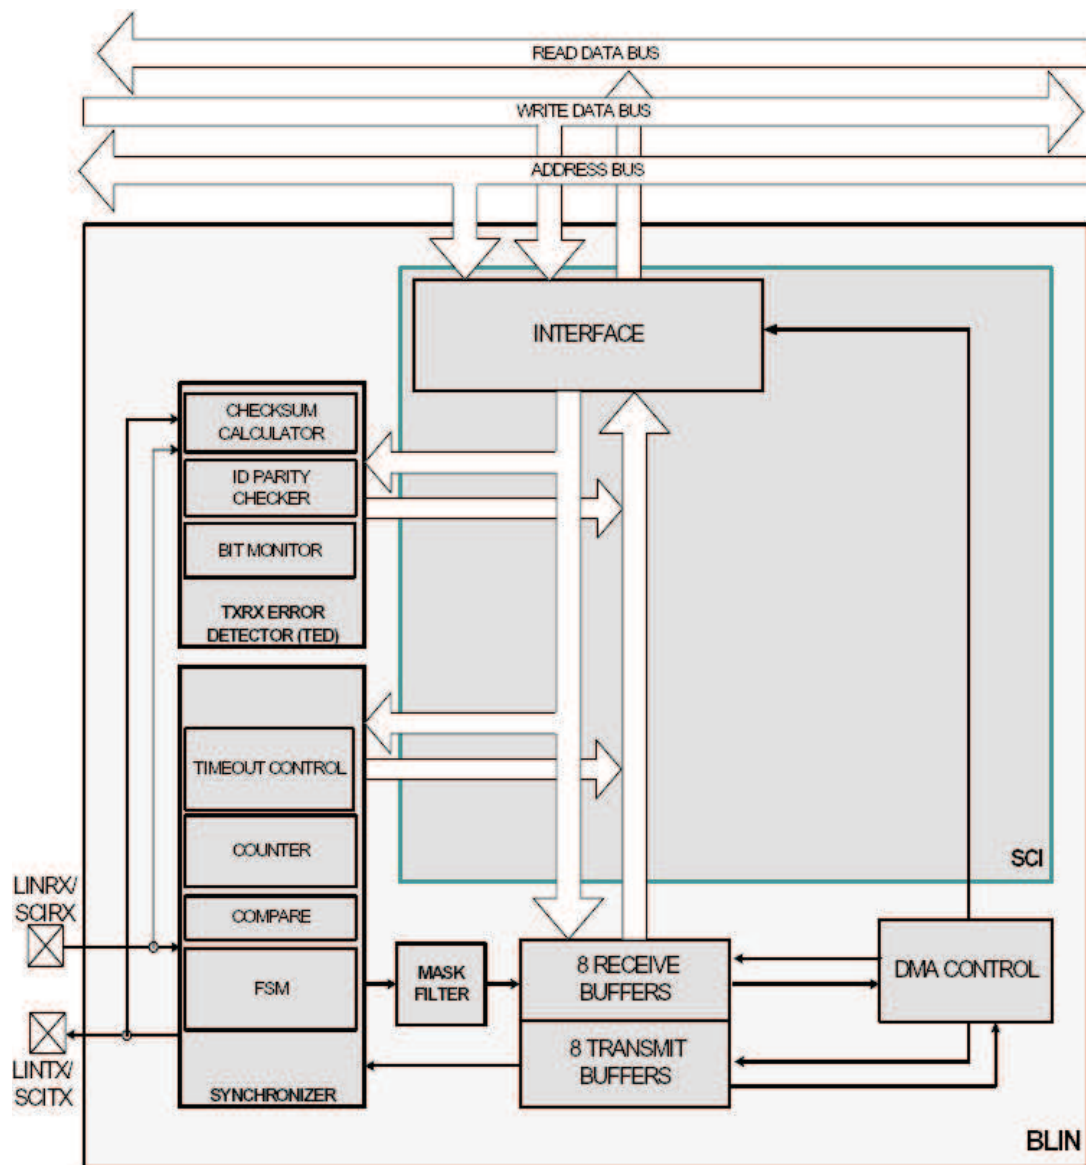 READ DATA BUS
WRITE DATA BUS
ADDRESS BUS
INTERFACE
CHECKSUM
CALCULATOR
ID PARITY
CHECKER
BIT MONITOR
TXRX ERROR
DETECTOR (TED)
TIMEOUT CONTROL
COUNTER
COMPARE
FSM
SYNCHRONIZER
SCI
LINRX/
SCIRX
LINTX/
SCITX
MASK
FILTER
8 RECEIVE
BUFFERS
8 TRANSMIT
BUFFERS
DMA CONTROL
BLIN